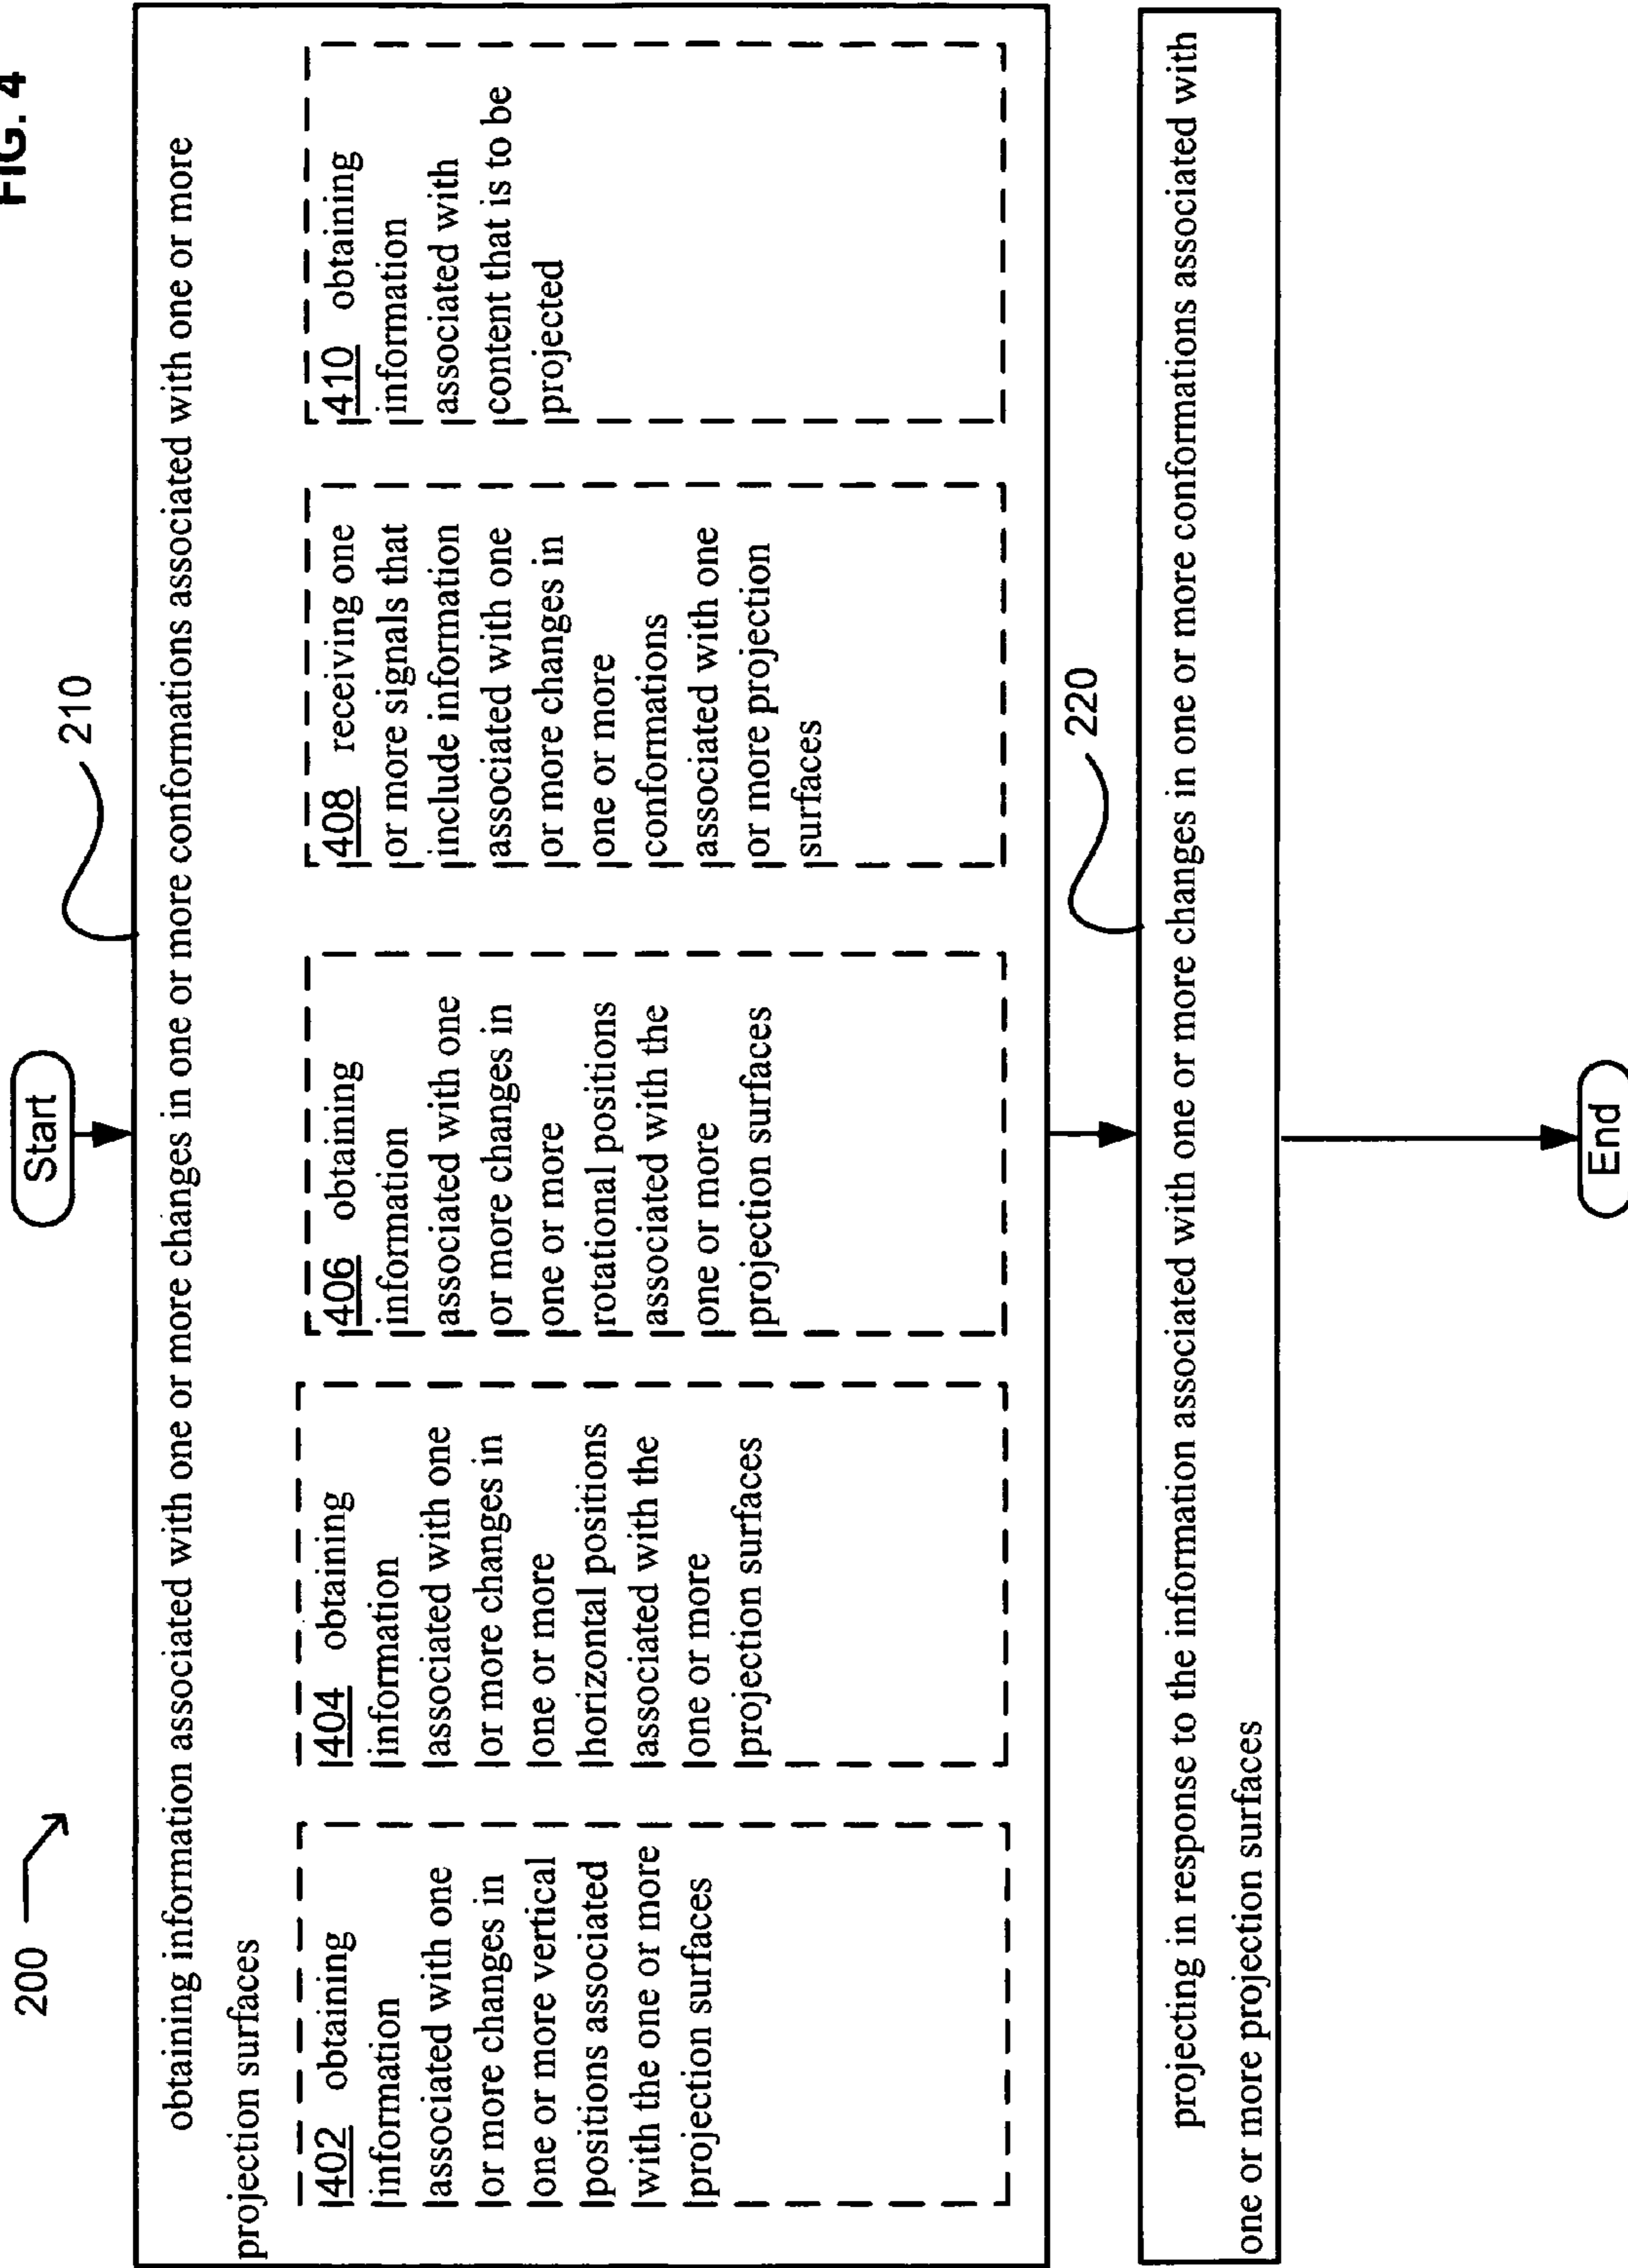 FIG. 4
200
Start
210
obtaining information associated with one or more changes in one or more conformations associated with one or more
projection surfaces
402 obtaining
information
associated with one
or more changes in
one or more vertical
positions associated
with the one or more
projection surfaces
404 obtaining
information
associated with one
or more changes in
one or more
horizontal positions
associated with the
one or more
projection surfaces
406 obtaining
information
associated with one
or more changes in
one or more
rotational positions
associated with the
one or more
projection surfaces
408 receiving one
or more signals that
include information
associated with one
or more changes in
one or more
conformations
associated with one
or more projection
surfaces
410 obtaining
information
associated with
content that is to be
projected
220
projecting in response to the information associated with one or more changes in one or more conformations associated with
one or more projection surfaces
End